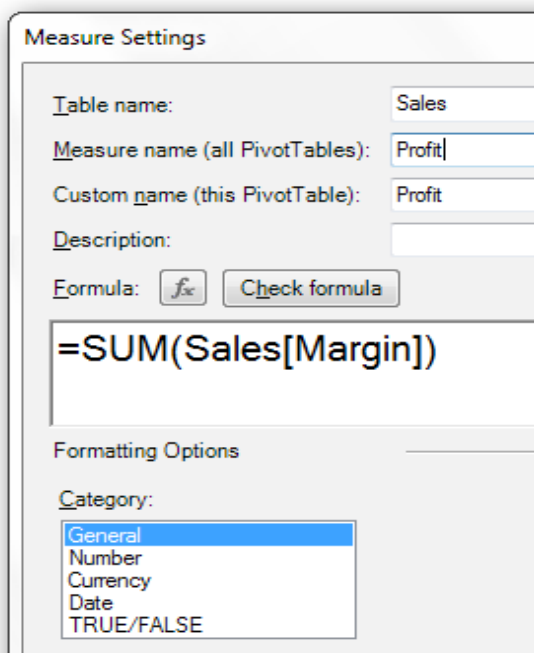 Measure Settings
Table name: Sales
Measure name (all PivotTables): Profit
Custom name (this PivotTable): Profit
Description:
Formula: fx Check formula
=SUM(Sales[Margin])
Formatting Options
Category:
General
Number
Currency
Date
TRUE/FALSE